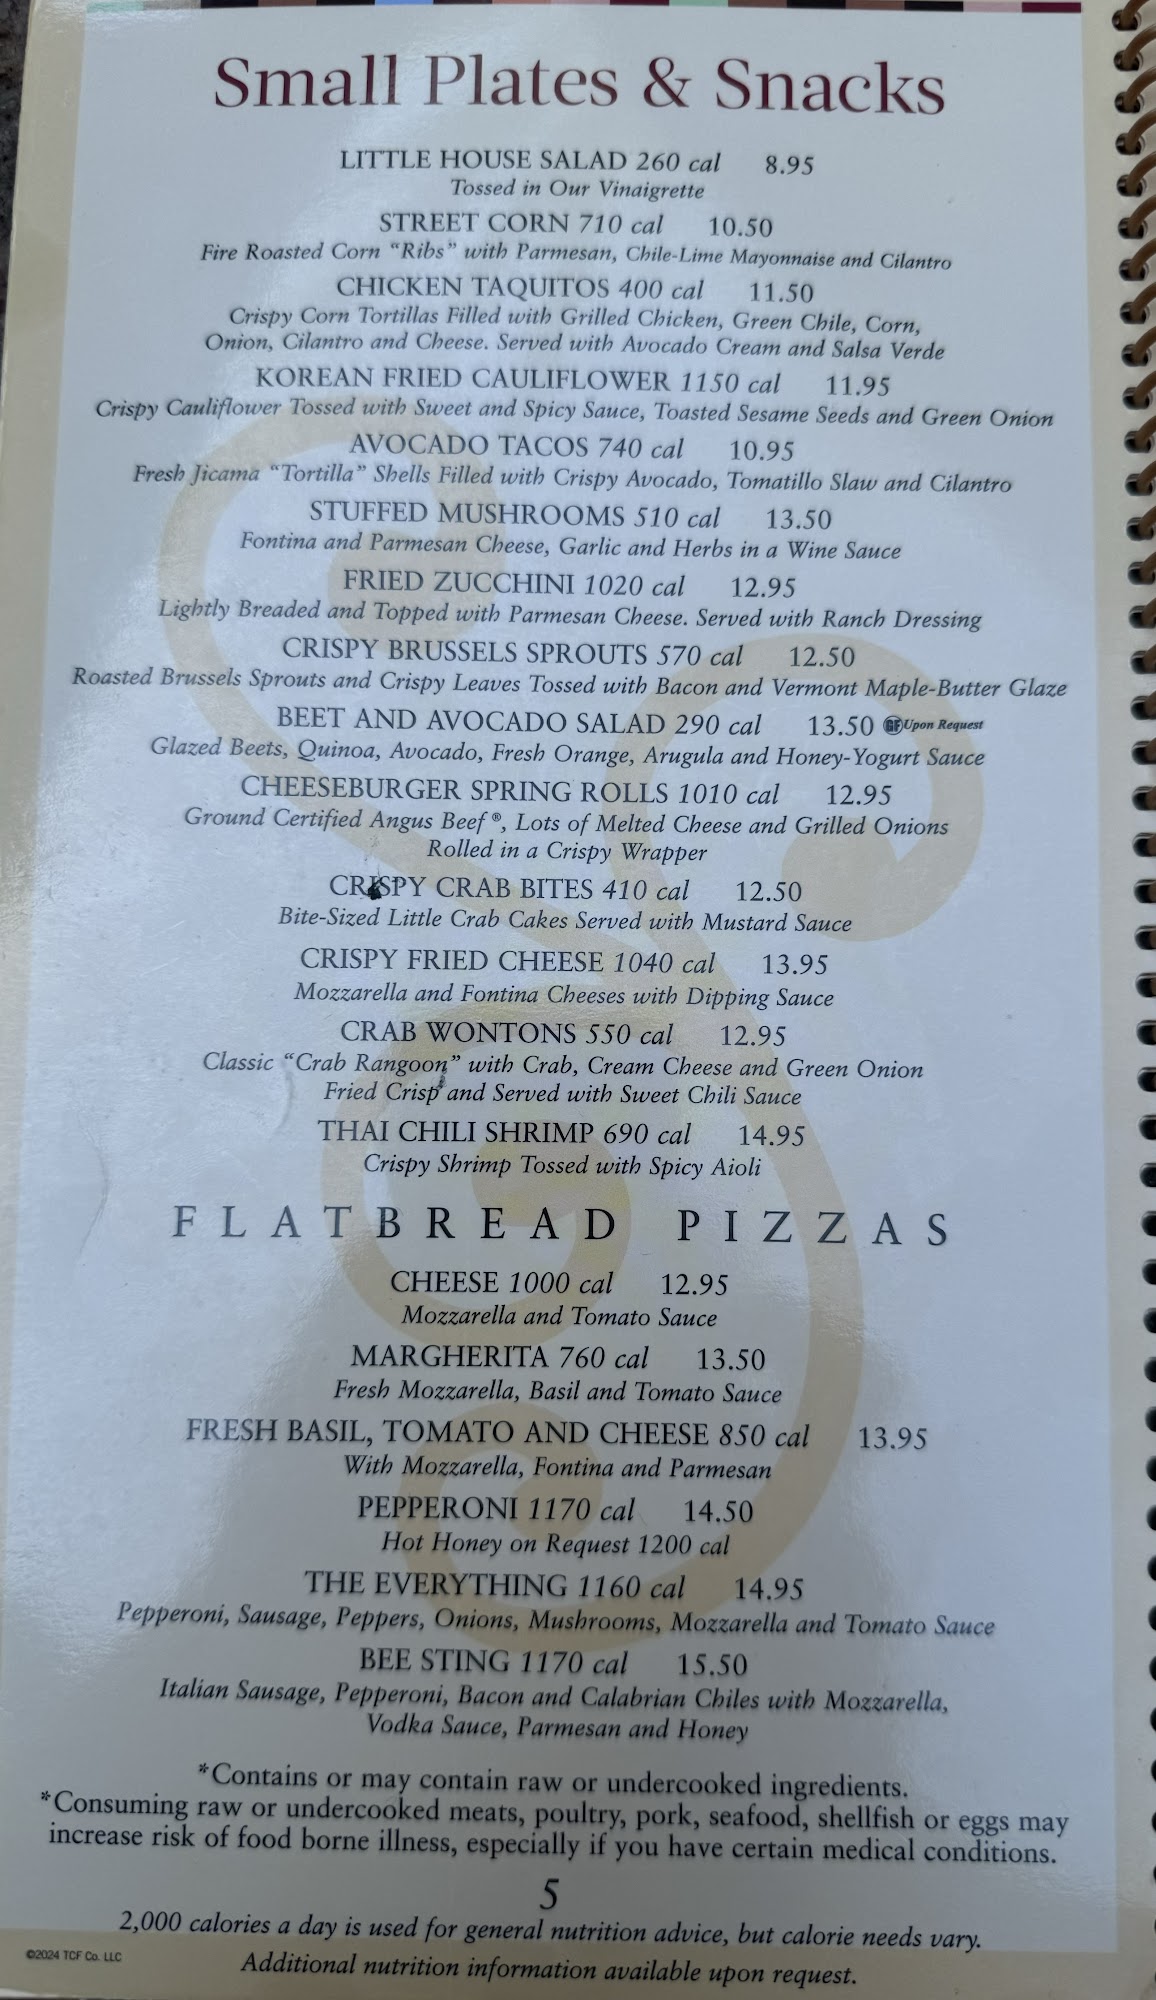 Small Plates & Snacks
LITTLE HOUSE SALAD 260 cal 8.95
Tossed in Our Vinaigrette
STREET CORN 710 cal 10.50
Fire Roasted Corn “Ribs” with Parmesan, Chile-Lime Mayonnaise and Cilantro
CHICKEN TAQUITOS 400 cal 11.50
Crispy Corn Tortillas Filled with Grilled Chicken, Green Chile, Corn,
Onion, Cilantro and Cheese. Served with Avocado Cream and Salsa Verde
KOREAN FRIED CAULIFLOWER 1150 cal 11.95
Crispy Cauliflower Tossed with Sweet and Spicy Sauce, Toasted Sesame Seeds and Green Onion
AVOCADO TACOS 740 cal 10.95
Fresh Jicama “Tortilla” Shells Filled with Crispy Avocado, Tomatillo Slaw and Cilantro
STUFFED MUSHROOMS 510 cal 13.50
Fontina and Parmesan Cheese, Garlic and Herbs in a Wine Sauce
FRIED ZUCCHINI 1020 cal 12.95
Lightly Breaded and Topped with Parmesan Cheese. Served with Ranch Dressing
CRISPY BRUSSELS SPROUTS 570 cal 12.50
Roasted Brussels Sprouts and Crispy Leaves Tossed with Bacon and Vermont Maple-Butter Glaze
BEET AND AVOCADO SALAD 290 cal 13.50 GF Upon Request
Glazed Beets, Quinoa, Avocado, Fresh Orange, Arugula and Honey-Yogurt Sauce
CHEESEBURGER SPRING ROLLS 1010 cal 12.95
Ground Certified Angus Beef®, Lots of Melted Cheese and Grilled Onions
Rolled in a Crispy Wrapper
CRISPY CRAB BITES 410 cal 12.50
Bite-Sized Little Crab Cakes Served with Mustard Sauce
CRISPY FRIED CHEESE 1040 cal 13.95
Mozzarella and Fontina Cheeses with Dipping Sauce
CRAB WONTONS 550 cal 12.95
Classic “Crab Rangoon” with Crab, Cream Cheese and Green Onion
Fried Crisp and Served with Sweet Chili Sauce
THAI CHILI SHRIMP 690 cal 14.95
Crispy Shrimp Tossed with Spicy Aioli
FLATBREAD PIZZAS
CHEESE 1000 cal 12.95
Mozzarella and Tomato Sauce
MARGHERITA 760 cal 13.50
Fresh Mozzarella, Basil and Tomato Sauce
FRESH BASIL, TOMATO AND CHEESE 850 cal 13.95
With Mozzarella, Fontina and Parmesan
PEPPERONI 1170 cal 14.50
Hot Honey on Request 1200 cal
THE EVERYTHING 1160 cal 14.95
Pepperoni, Sausage, Peppers, Onions, Mushrooms, Mozzarella and Tomato Sauce
BEE STING 1170 cal 15.50
Italian Sausage, Pepperoni, Bacon and Calabrian Chiles with Mozzarella,
Vodka Sauce, Parmesan and Honey
*Contains or may contain raw or undercooked ingredients.
*Consuming raw or undercooked meats, poultry, pork, seafood, shellfish or eggs may
increase risk of food borne illness, especially if you have certain medical conditions.
5
2,000 calories a day is used for general nutrition advice, but calorie needs vary.
©2024 TCF Co. LLC
Additional nutrition information available upon request.